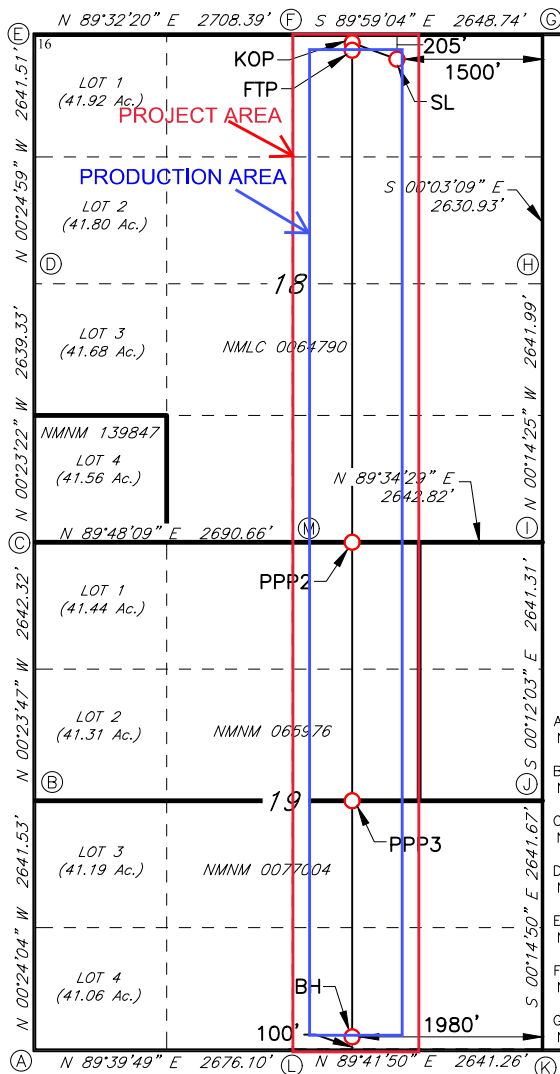 N 89°32'20" E 2708.39'
F
S 89°59'04" E 2648.74'
E
G
16
KOP
205'
FTP
1500'
SL
LOT 1
(41.92 Ac.)
N 00°24'59" W 2641.51'
PROJECT AREA
PRODUCTION AREA
S 00°03'09" E
2630.93'
LOT 2
(41.80 Ac.)
D
H
18
LOT 3
(41.68 Ac.)
NMLC 0064790
N 00°23'22" W 2639.33'
S 00°14'25" E 2641.99'
NMNM 139847
LOT 4
(41.56 Ac.)
N 89°34'29" E
2642.82'
C
N 89°48'09" E 2690.66'
M
I
PPP2
LOT 1
(41.44 Ac.)
N 00°23'47" W 2642.32'
S 00°12'03" E 2641.31'
LOT 2
(41.31 Ac.)
NMNM 065976
B
J
19
PPP3
LOT 3
(41.19 Ac.)
NMNM 0077004
N 00°24'04" W 2641.53'
S 00°14'50" E 2641.67'
LOT 4
(41.06 Ac.)
BH
100'
1980'
A
N 89°39'49" E 2676.10'
L
N 89°41'50" E 2641.26'
K
A
N
B
N
C
N
D
N
E
N
F
N
G
N